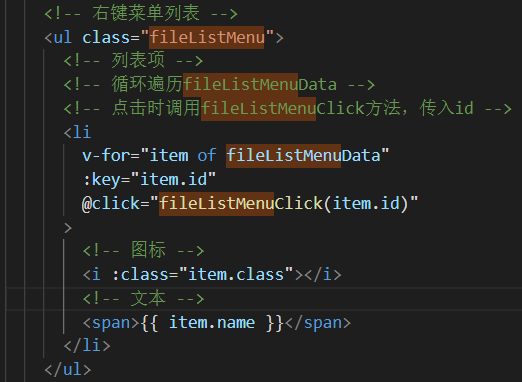 <!-- 右键菜单列表 -->
<ul class="fileListMenu">
<!-- 列表项 -->
<!-- 循环遍历fileListMenuData -->
<!-- 点击时调用fileListMenuClick方法，传入id -->
<li
v-for="item of fileListMenuData"
:key="item.id"
@click="fileListMenuClick(item.id)"
>
<!-- 图标 -->
<i :class="item.class"></i>
<!-- 文本 -->
<span>{{ item.name }}</span>
</li>
</ul>